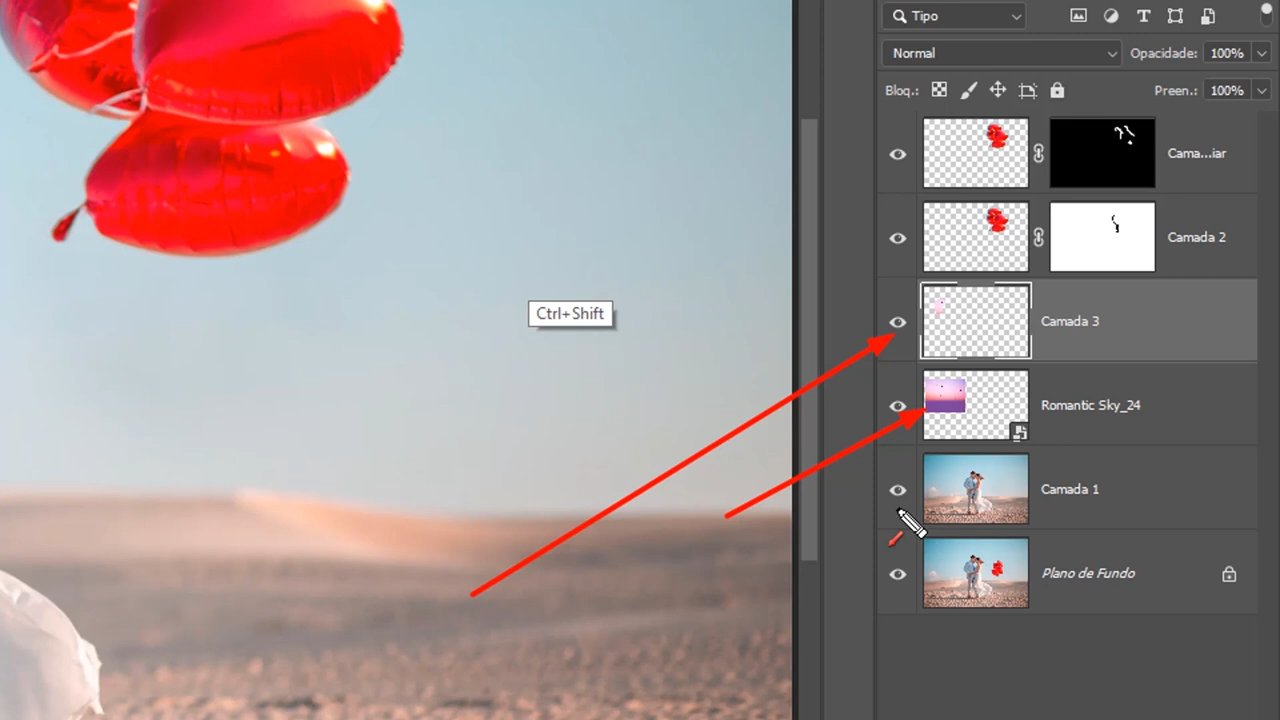 Tipo
Normal
Opacidade: 100%
Bloq.:
Preen.: 100%
Cama...iar
Camada 2
Ctrl+Shift
Camada 3
Romantic Sky_24
Camada 1
Plano de Fundo